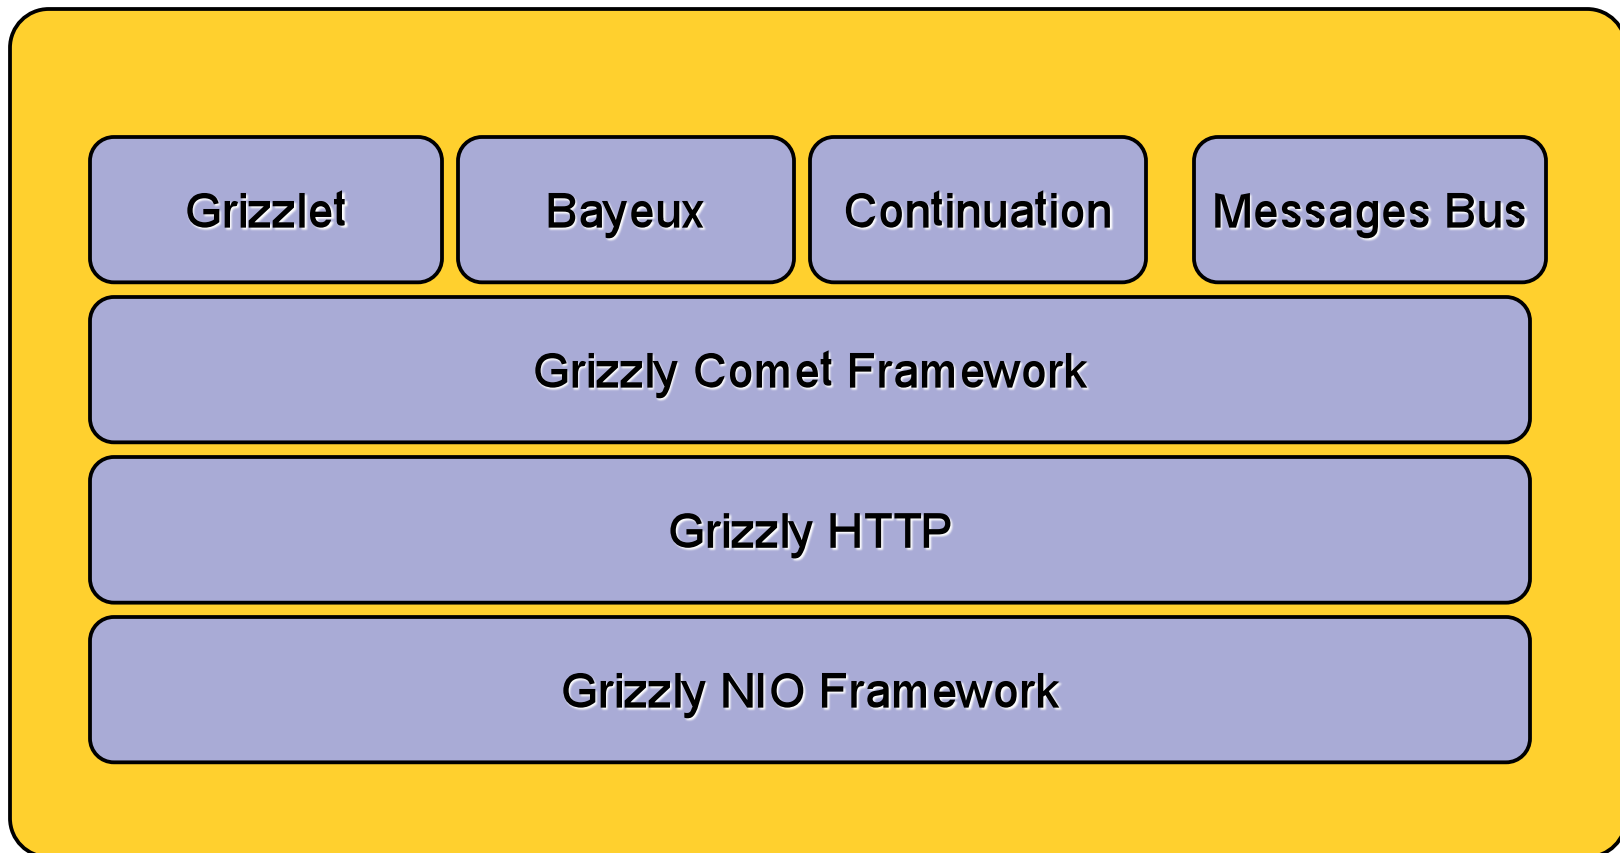 Grizzlet
Bayeux
Continuation
Messages Bus
Grizzly Comet Framework
Grizzly HTTP
Grizzly NIO Framework